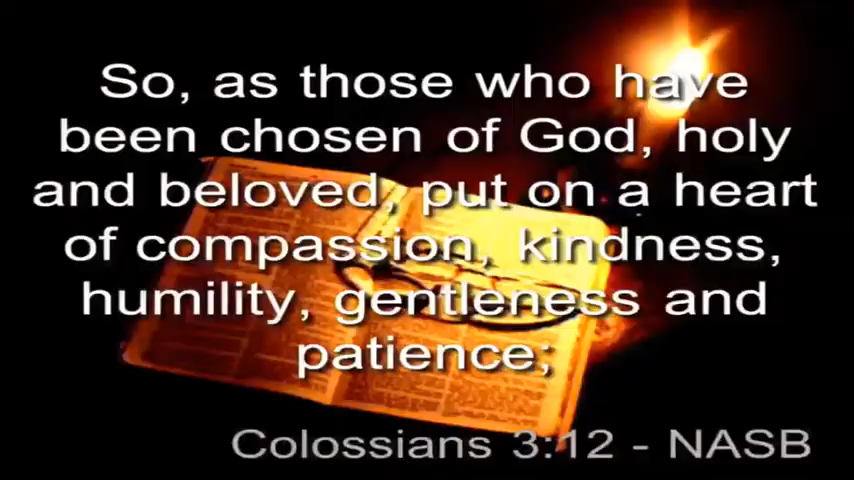 So, as those who have
been chosen of God, holy
and beloved, put on a heart
of compassion, kindness,
humility, gentleness and
patience;
Colossians 3:12 - NASB